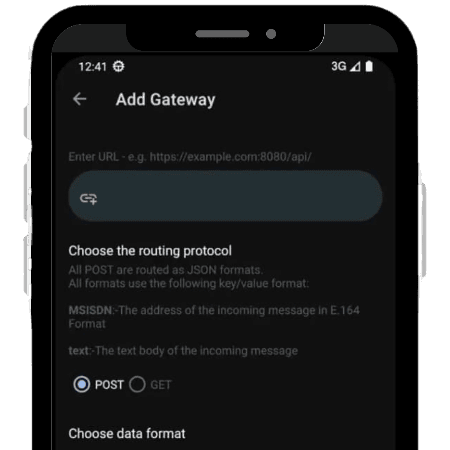 12:41
3G
Add Gateway
Enter URL - e.g. https://example.com:8080/api/
Choose the routing protocol
All POST are routed as JSON formats.
All formats use the following key/value format:
MSISDN:-The address of the incoming message in E.164
Format
text:-The text body of the incoming message
POST GET
Choose data format